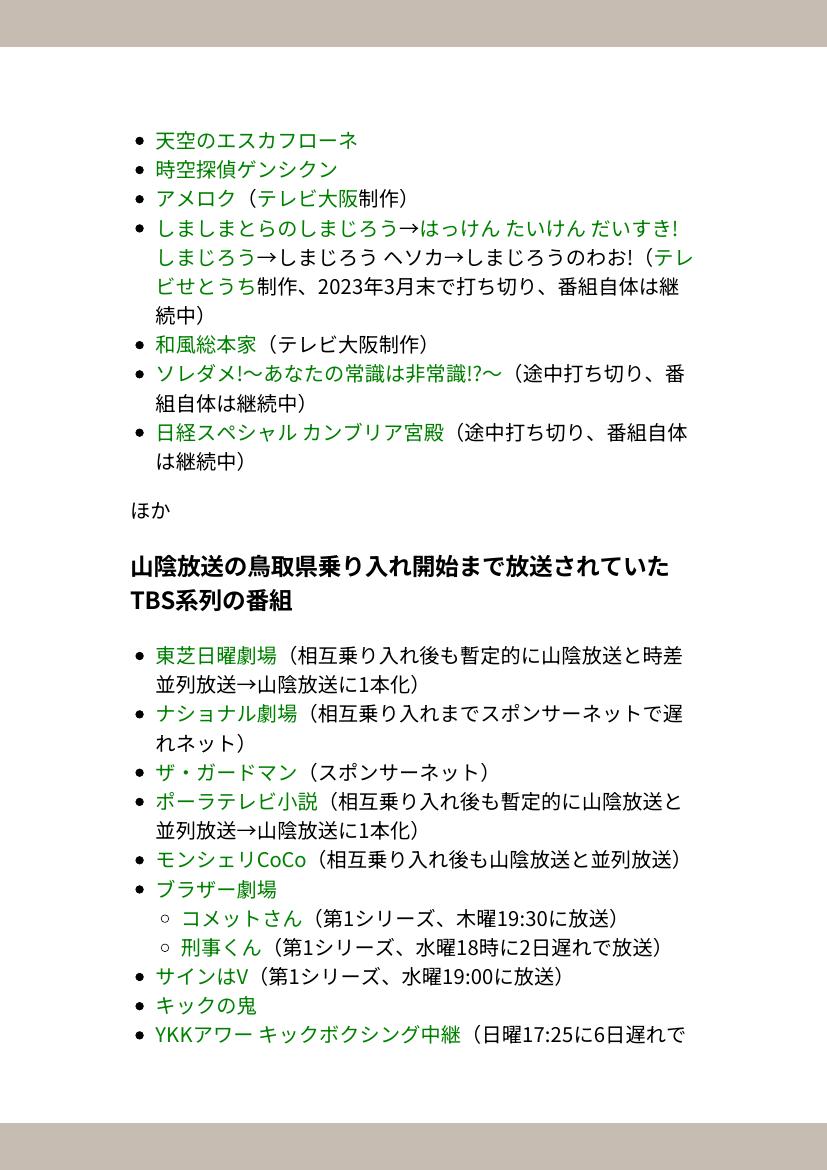 • 天空のエスカフローネ
• 時空探偵ゲンシクン
• アメロク（テレビ大阪制作）
• しましまとらのしまじろう→はっけん たいけん だいすき!
しまじろう→しまじろう ヘソカ→しまじろうのわお!（テレ
ビせとうち制作、2023年3月末で打ち切り、番組自体は継
続中）
• 和風総本家（テレビ大阪制作）
• ソレダメ!〜あなたの常識は非常識!?〜（途中打ち切り、番
組自体は継続中）
• 日経スペシャル カンブリア宮殿（途中打ち切り、番組自体
は継続中）
ほか
山陰放送の鳥取県乗り入れ開始まで放送されていた
TBS系列の番組
• 東芝日曜劇場（相互乗り入れ後も暫定的に山陰放送と時差
並列放送→山陰放送に1本化）
• ナショナル劇場（相互乗り入れまでスポンサーネットで遅
れネット）
• ザ・ガードマン（スポンサーネット）
• ポーラテレビ小説（相互乗り入れ後も暫定的に山陰放送と
並列放送→山陰放送に1本化）
• モンシェリCoCo（相互乗り入れ後も山陰放送と並列放送）
• ブラザー劇場
◦ コメットさん（第1シリーズ、木曜19:30に放送）
◦ 刑事くん（第1シリーズ、水曜18時に2日遅れで放送）
• サインはV（第1シリーズ、水曜19:00に放送）
• キックの鬼
• YKKアワー キックボクシング中継（日曜17:25に6日遅れで